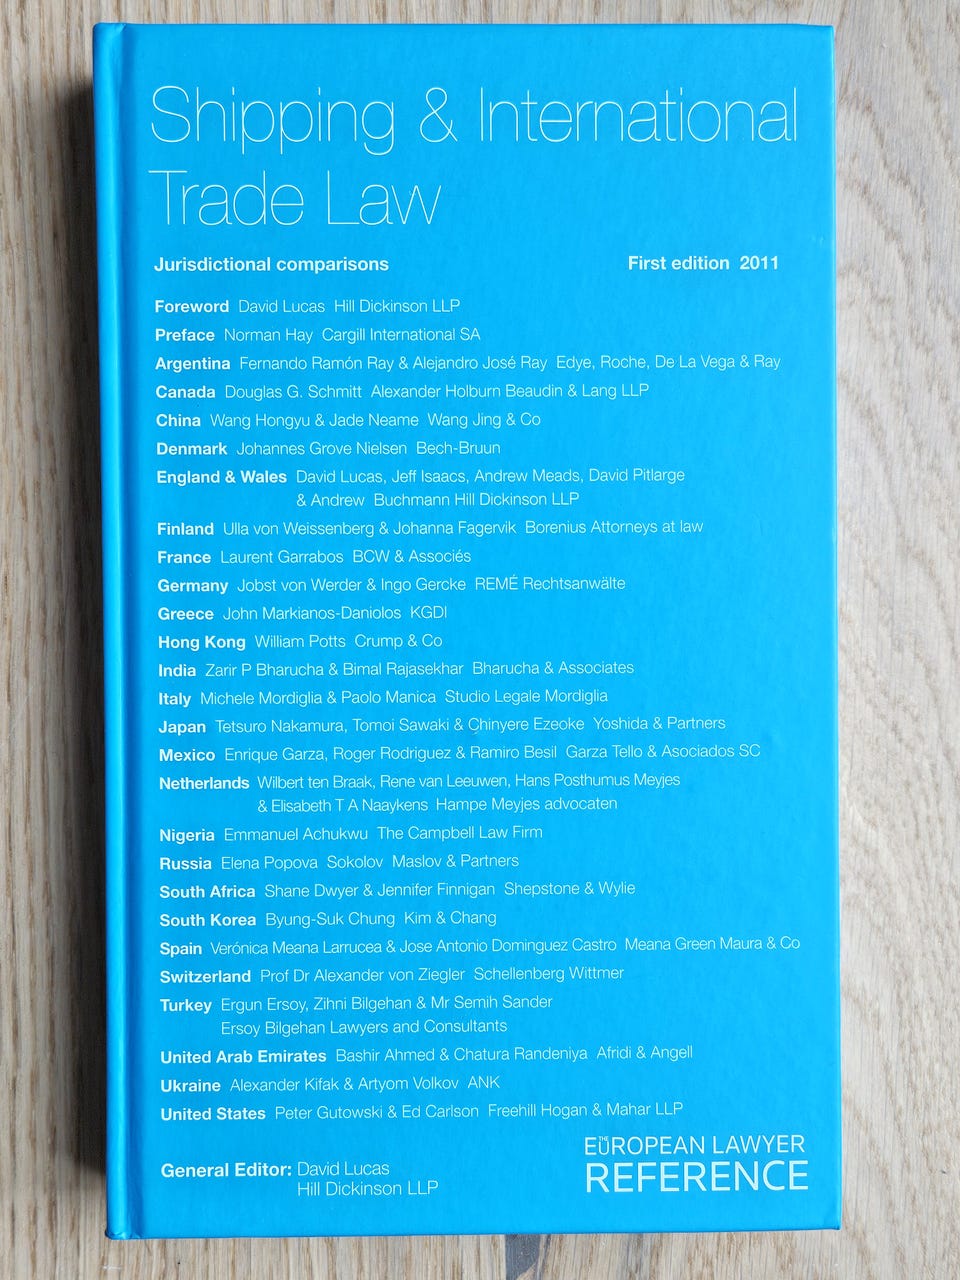 Shipping & International
Trade Law
Jurisdictional comparisons First edition 2011
Foreword David Lucas Hill Dickinson LLP
Preface Norman Hay Cargill International SA
Argentina Fernando Ramón Ray & Alejandro José Ray Edye, Roche, De La Vega & Ray
Canada Douglas G. Schmitt Alexander Holburn Beaudin & Lang LLP
China Wang Hongyu & Jade Neame Wang Jing & Co
Denmark Johannes Grove Nielsen Bech-Bruun
England & Wales David Lucas, Jeff Isaacs, Andrew Meads, David Pitlarge
& Andrew Buchmann Hill Dickinson LLP
Finland Ulla von Weissenberg & Johanna Fagervik Borenius Attorneys at law
France Laurent Garrabos BCW & Associés
Germany Jobst von Werder & Ingo Gercke REMÉ Rechtsanwälte
Greece John Markianos-Daniolos KGDI
Hong Kong William Potts Crump & Co
India Zarir P Bharucha & Bimal Rajasekhar Bharucha & Associates
Italy Michele Mordiglia & Paolo Manica Studio Legale Mordiglia
Japan Tetsuro Nakamura, Tomoi Sawaki & Chinyere Ezeoke Yoshida & Partners
Mexico Enrique Garza, Roger Rodriguez & Ramiro Besil Garza Tello & Asociados SC
Netherlands Wilbert ten Braak, Rene van Leeuwen, Hans Posthumus Meyjes
& Elisabeth T A Naaykens Hampe Meyjes advocaten
Nigeria Emmanuel Achukwu The Campbell Law Firm
Russia Elena Popova Sokolov Maslov & Partners
South Africa Shane Dwyer & Jennifer Finnigan Shepstone & Wylie
South Korea Byung-Suk Chung Kim & Chang
Spain Verónica Meana Larrucea & Jose Antonio Dominguez Castro Meana Green Maura & Co
Switzerland Prof Dr Alexander von Ziegler Schellenberg Wittmer
Turkey Ergun Ersoy, Zihni Bilgehan & Mr Semih Sander
Ersoy Bilgehan Lawyers and Consultants
United Arab Emirates Bashir Ahmed & Chatura Randeniya Afridi & Angell
Ukraine Alexander Kifak & Artyom Volkov ANK
United States Peter Gutowski & Ed Carlson Freehill Hogan & Mahar LLP
General Editor: David Lucas
Hill Dickinson LLP
THE EUROPEAN LAWYER
REFERENCE